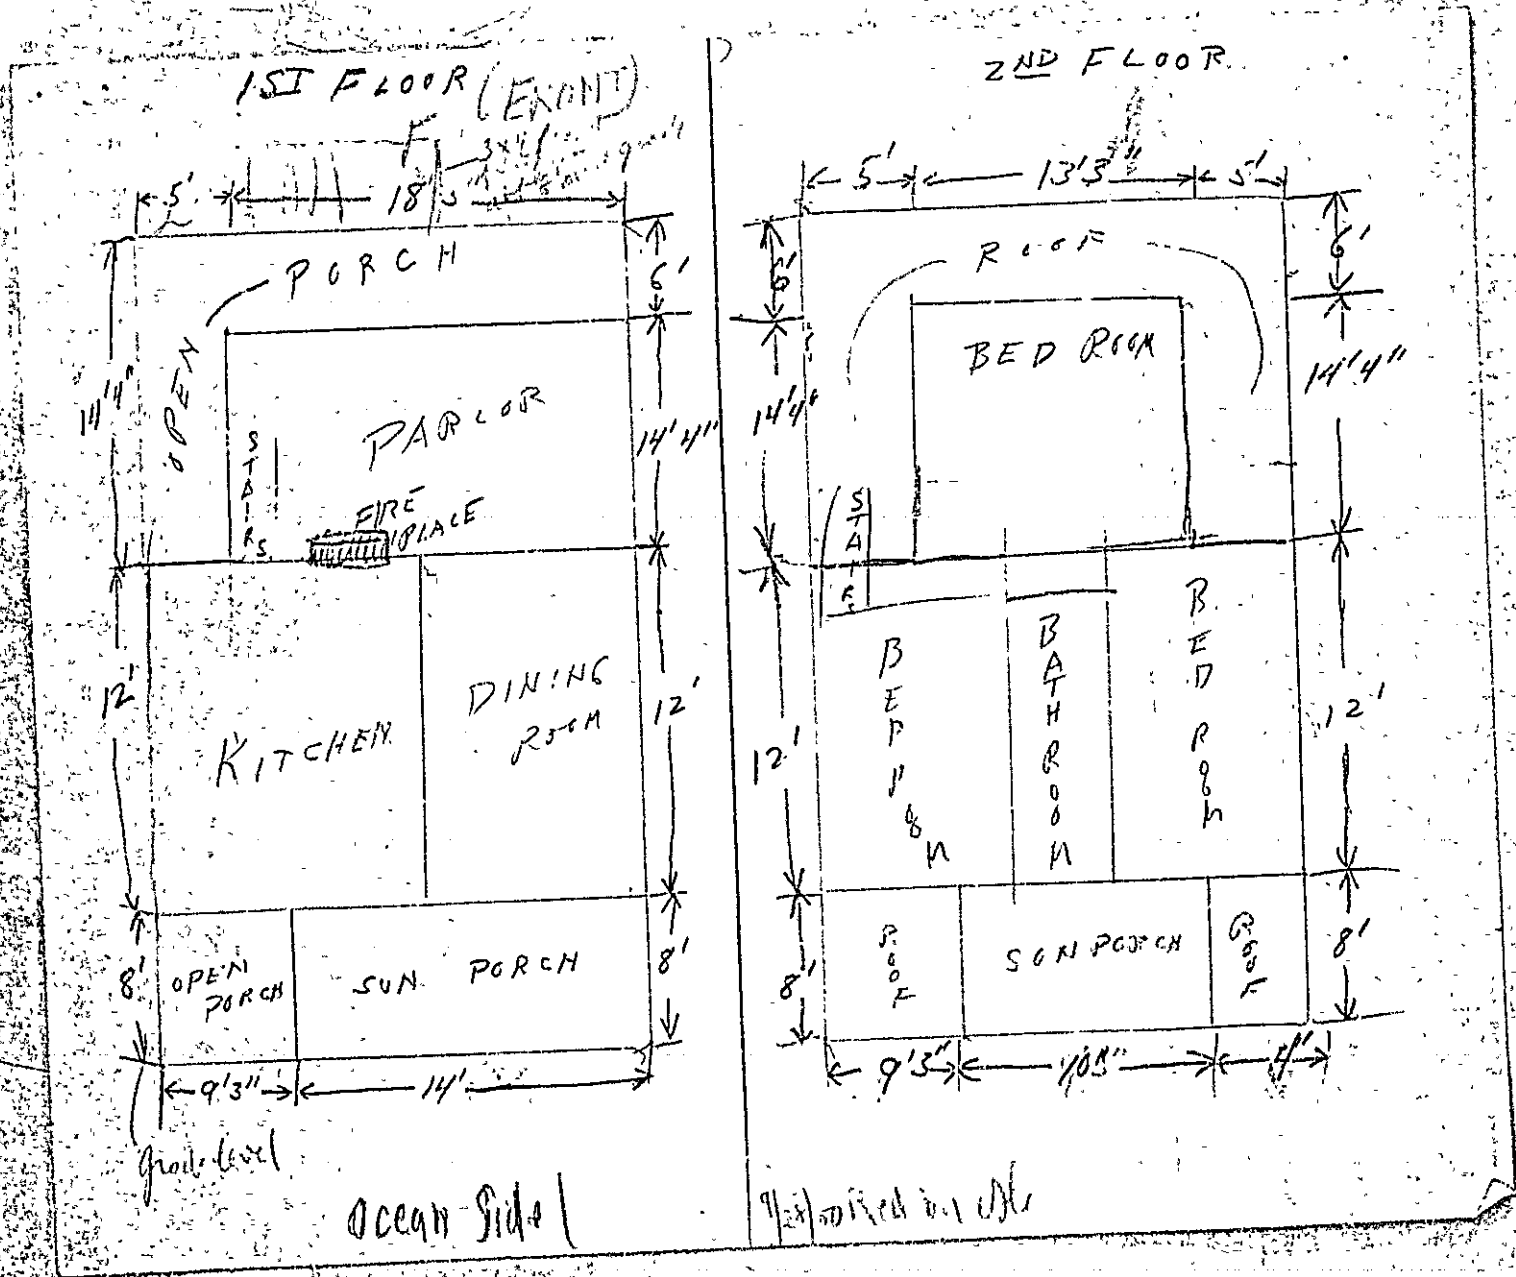 1ST FLOOR (FRONT)
5'
18' 3"
PORCH
OPEN
6'
14'4"
STAIRS
PARLOR
FIRE
PLACE
14'4"
12'
KITCHEN
DINING
ROOM
12'
8'
OPEN
PORCH
SUN PORCH
8'
9'3"
14'
grade level
Ocean Side
2ND FLOOR
5'
13'3"
5'
6'
ROOF
6'
14'4"
BED ROOM
14'4"
STAIRS
12'
BED ROOM
BATHROOM
BED ROOM
12'
8'
ROOF
SUN PORCH
ROOF
8'
9'3"
10'
4'